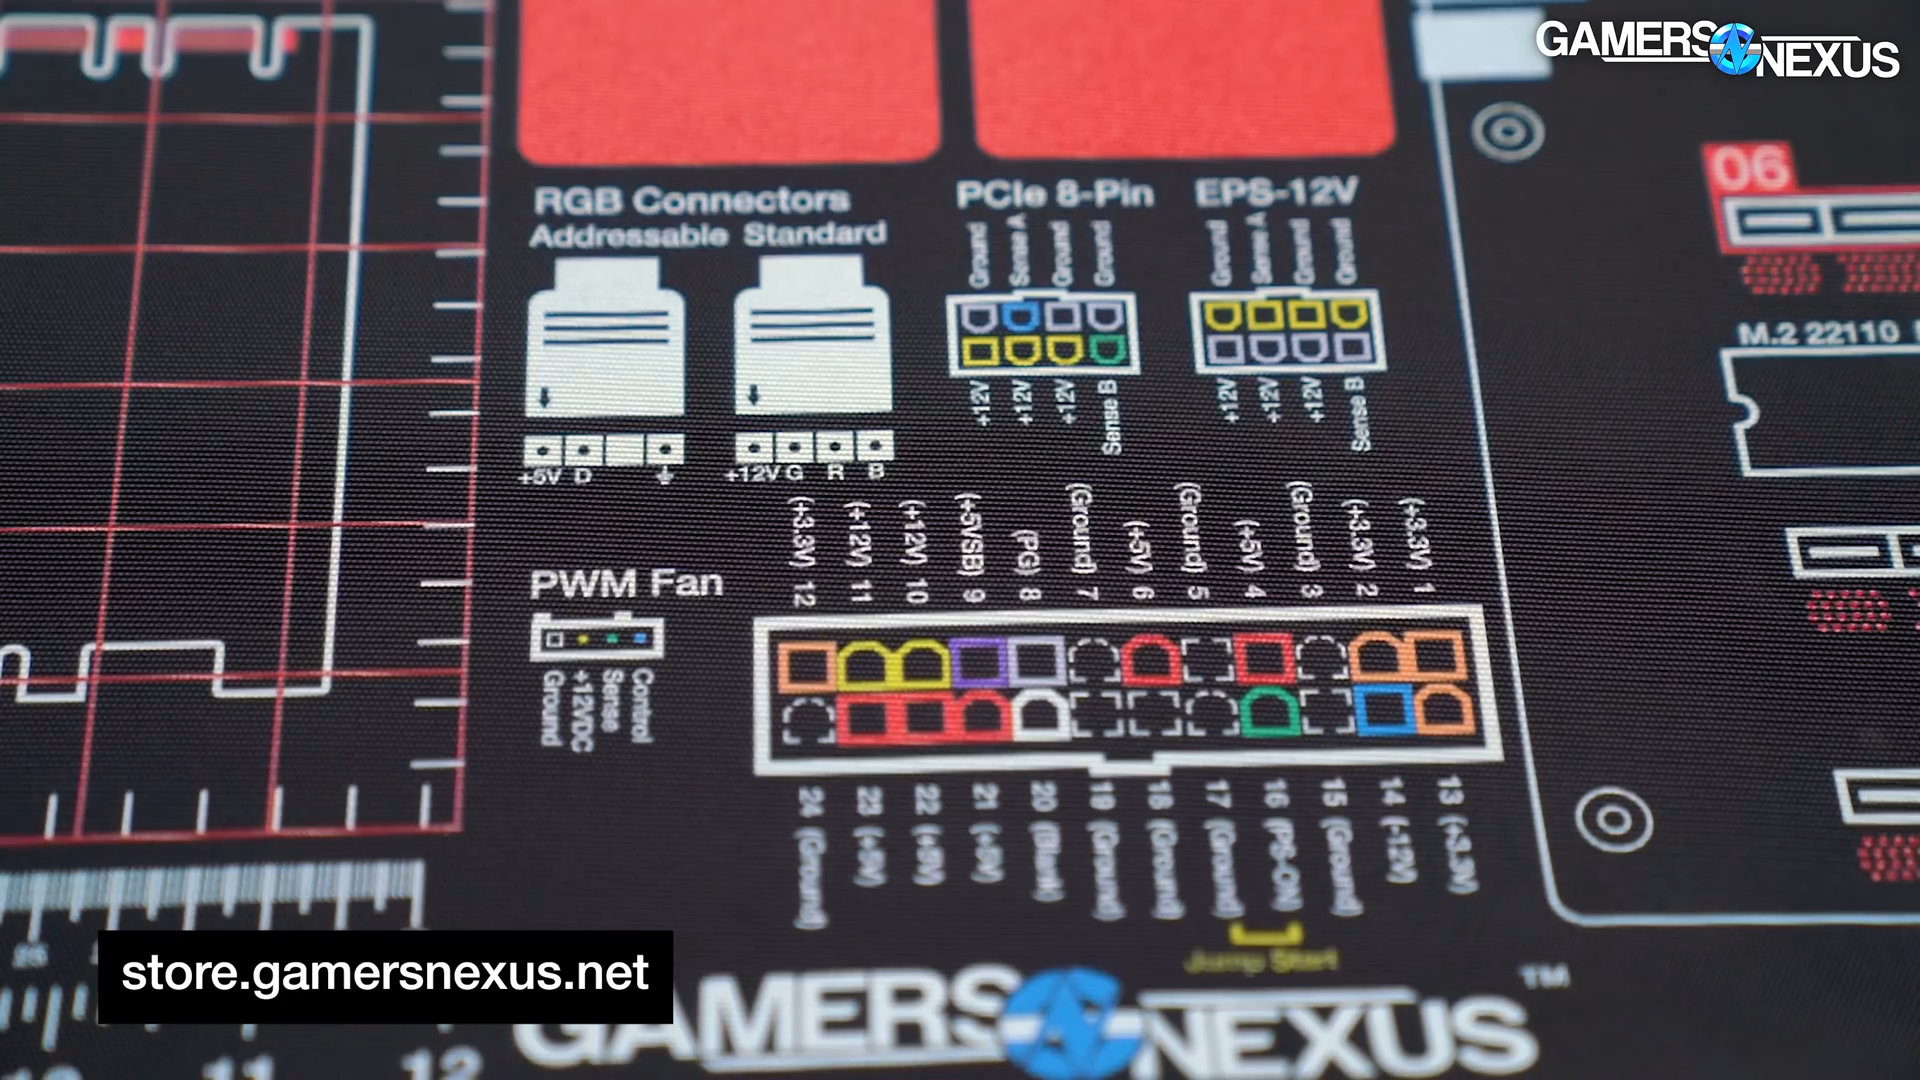 GAMERS NEXUS
06
RGB Connectors
Addressable Standard
PCIe 8-Pin
EPS-12V
Ground Sense A Ground Ground
Ground Sense A Ground Ground
M.2 22110
+12V +12V +12V Sense B
+12V +12V +12V Sense B
+5V D
+12V G R B
(+3.3V) (+12V) (+12V) (+5VSB) (PG) (Ground) (+5V) (Ground) (+5V) (Ground) (+3.3V) (+3.3V)
12 11 10 9 8 7 6 5 4 3 2 1
PWM Fan
Ground +12VDC Sense Control
24 23 22 21 20 19 18 17 16 15 14 13
(Ground) (+5V) (+5V) (+5V) (Blank) (Ground) (Ground) (Ground) (PS-ON) (Ground) (-12V) (+3.3V)
Jump Start
25
store.gamersnexus.net
GAMERS NEXUS TM
10 11 12